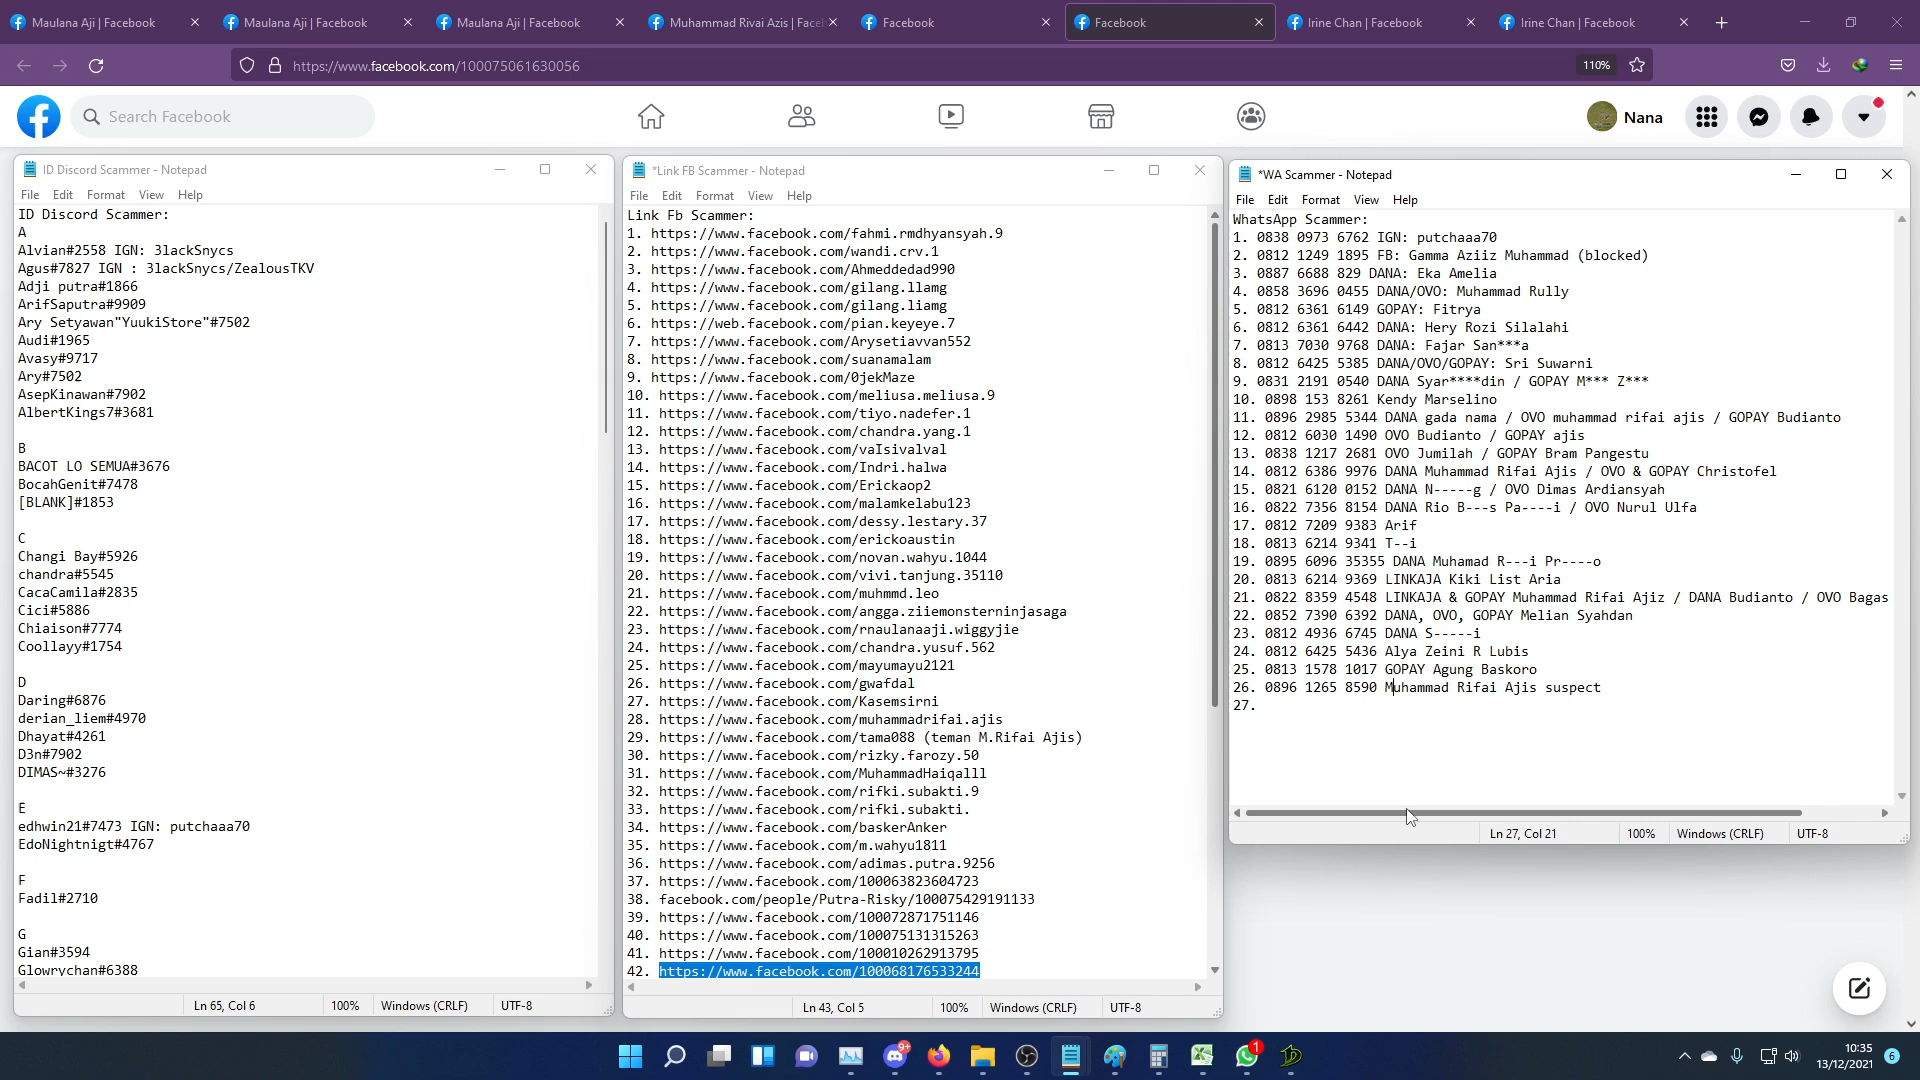 Maulana Aji | Facebook
Maulana Aji | Facebook
Maulana Aji | Facebook
Muhammad Rivai Azis | Facel
Facebook
Facebook
Irine Chan | Facebook
Irine Chan | Facebook
https://www.facebook.com/100075061630056
110%
Search Facebook
Nana
ID Discord Scammer - Notepad
File Edit Format View Help
ID Discord Scammer:
A
Alvian#2558 IGN: 3lackSnycs
Agus#7827 IGN : 3lackSnycs/ZealousTKV
Adji putra#1866
ArifSaputra#9909
Ary Setyawan"YuukiStore"#7502
Audi#1965
Avasy#9717
Ary#7502
AsepKinawan#7902
AlbertKings7#3681
B
BACOT LO SEMUA#3676
BocahGenit#7478
[BLANK]#1853
C
Changi Bay#5926
chandra#5545
CacaCamila#2835
Cici#5886
Chiaison#7774
Coollayy#1754
D
Daring#6876
derian_liem#4970
Dhayat#4261
D3n#7902
DIMAS~#3276
E
edhwin21#7473 IGN: putchaaa70
EdoNightnigt#4767
F
Fadil#2710
G
Gian#3594
Glowrychan#6388
Ln 65, Col 6 100% Windows (CRLF) UTF-8
*Link FB Scammer - Notepad
File Edit Format View Help
Link Fb Scammer:
1. https://www.facebook.com/fahmi.rmdhyansyah.9
2. https://www.facebook.com/wandi.crv.1
3. https://www.facebook.com/Ahmeddedad990
4. https://www.facebook.com/gilang.llamg
5. https://www.facebook.com/gilang.liamg
6. https://web.facebook.com/pian.keyeye.7
7. https://www.facebook.com/Arysetiavvan552
8. https://www.facebook.com/suanamalam
9. https://www.facebook.com/0jekMaze
10. https://www.facebook.com/meliusa.meliusa.9
11. https://www.facebook.com/tiyo.nadefer.1
12. https://www.facebook.com/chandra.yang.1
13. https://www.facebook.com/vaIsivalval
14. https://www.facebook.com/Indri.halwa
15. https://www.facebook.com/Erickaop2
16. https://www.facebook.com/malamkelabu123
17. https://www.facebook.com/dessy.lestary.37
18. https://www.facebook.com/erickoaustin
19. https://www.facebook.com/novan.wahyu.1044
20. https://www.facebook.com/vivi.tanjung.35110
21. https://www.facebook.com/muhmmd.leo
22. https://www.facebook.com/angga.ziiemonsterninjasaga
23. https://www.facebook.com/rnaulanaaji.wiggyjie
24. https://www.facebook.com/chandra.yusuf.562
25. https://www.facebook.com/mayumayu2121
26. https://www.facebook.com/gwafdal
27. https://www.facebook.com/Kasemsirni
28. https://www.facebook.com/muhammadrifai.ajis
29. https://www.facebook.com/tama088 (teman M.Rifai Ajis)
30. https://www.facebook.com/rizky.farozy.50
31. https://www.facebook.com/MuhammadHaiqalll
32. https://www.facebook.com/rifki.subakti.9
33. https://www.facebook.com/rifki.subakti.
34. https://www.facebook.com/baskerAnker
35. https://www.facebook.com/m.wahyu1811
36. https://www.facebook.com/adimas.putra.9256
37. https://www.facebook.com/100063823604723
38. facebook.com/people/Putra-Risky/100075429191133
39. https://www.facebook.com/100072871751146
40. https://www.facebook.com/100075131315263
41. https://www.facebook.com/100010262913795
42. https://www.facebook.com/100068176533244
Ln 43, Col 5 100% Windows (CRLF) UTF-8
*WA Scammer - Notepad
File Edit Format View Help
WhatsApp Scammer:
1. 0838 0973 6762 IGN: putchaaa70
2. 0812 1249 1895 FB: Gamma Aziiz Muhammad (blocked)
3. 0887 6688 829 DANA: Eka Amelia
4. 0858 3696 0455 DANA/OVO: Muhammad Rully
5. 0812 6361 6149 GOPAY: Fitrya
6. 0812 6361 6442 DANA: Hery Rozi Silalahi
7. 0813 7030 9768 DANA: Fajar San***a
8. 0812 6425 5385 DANA/OVO/GOPAY: Sri Suwarni
9. 0831 2191 0540 DANA Syar****din / GOPAY M*** Z***
10. 0898 153 8261 Kendy Marselino
11. 0896 2985 5344 DANA gada nama / OVO muhammad rifai ajis / GOPAY Budianto
12. 0812 6030 1490 OVO Budianto / GOPAY ajis
13. 0838 1217 2681 OVO Jumilah / GOPAY Bram Pangestu
14. 0812 6386 9976 DANA Muhammad Rifai Ajis / OVO & GOPAY Christofel
15. 0821 6120 0152 DANA N-----g / OVO Dimas Ardiansyah
16. 0822 7356 8154 DANA Rio B---s Pa----i / OVO Nurul Ulfa
17. 0812 7209 9383 Arif
18. 0813 6214 9341 T--i
19. 0895 6096 35355 DANA Muhamad R---i Pr----o
20. 0813 6214 9369 LINKAJA Kiki List Aria
21. 0822 8359 4548 LINKAJA & GOPAY Muhammad Rifai Ajiz / DANA Budianto / OVO Bagas
22. 0852 7390 6392 DANA, OVO, GOPAY Melian Syahdan
23. 0812 4936 6745 DANA S-----i
24. 0812 6425 5436 Alya Zeini R Lubis
25. 0813 1578 1017 GOPAY Agung Baskoro
26. 0896 1265 8590 Muhammad Rifai Ajis suspect
27.
Ln 27, Col 21 100% Windows (CRLF) UTF-8
9+
1
10:35
13/12/2021
6